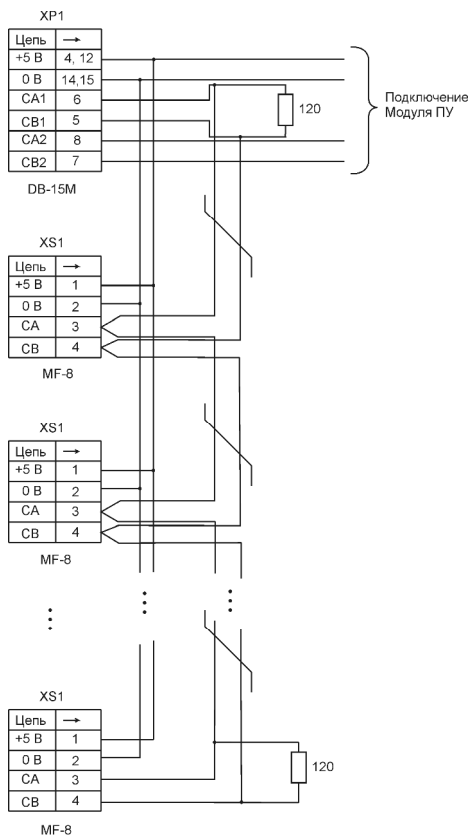 XP1
Цепь →
+5 В 4, 12
0 В 14,15
CA1 6
CB1 5
CA2 8
CB2 7
DB-15M
120
Подключение
Модуля ПУ
XS1
Цепь →
+5 В 1
0 В 2
CA 3
CB 4
MF-8
XS1
Цепь →
+5 В 1
0 В 2
CA 3
CB 4
MF-8
XS1
Цепь →
+5 В 1
0 В 2
CA 3
CB 4
120
MF-8